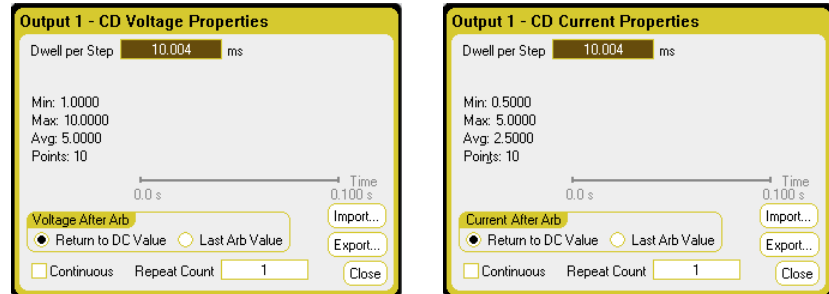 Output 1 - CD Voltage Properties
Dwell per Step 10.004 ms
Min: 1.0000
Max: 10.0000
Avg: 5.0000
Points: 10
Time
0.0 s 0.100 s
Voltage After Arb
Return to DC Value Last Arb Value
Import...
Export...
Continuous Repeat Count 1
Close
Output 1 - CD Current Properties
Dwell per Step 10.004 ms
Min: 0.5000
Max: 5.0000
Avg: 2.5000
Points: 10
Time
0.0 s 0.100 s
Current After Arb
Return to DC Value Last Arb Value
Import...
Export...
Continuous Repeat Count 1
Close